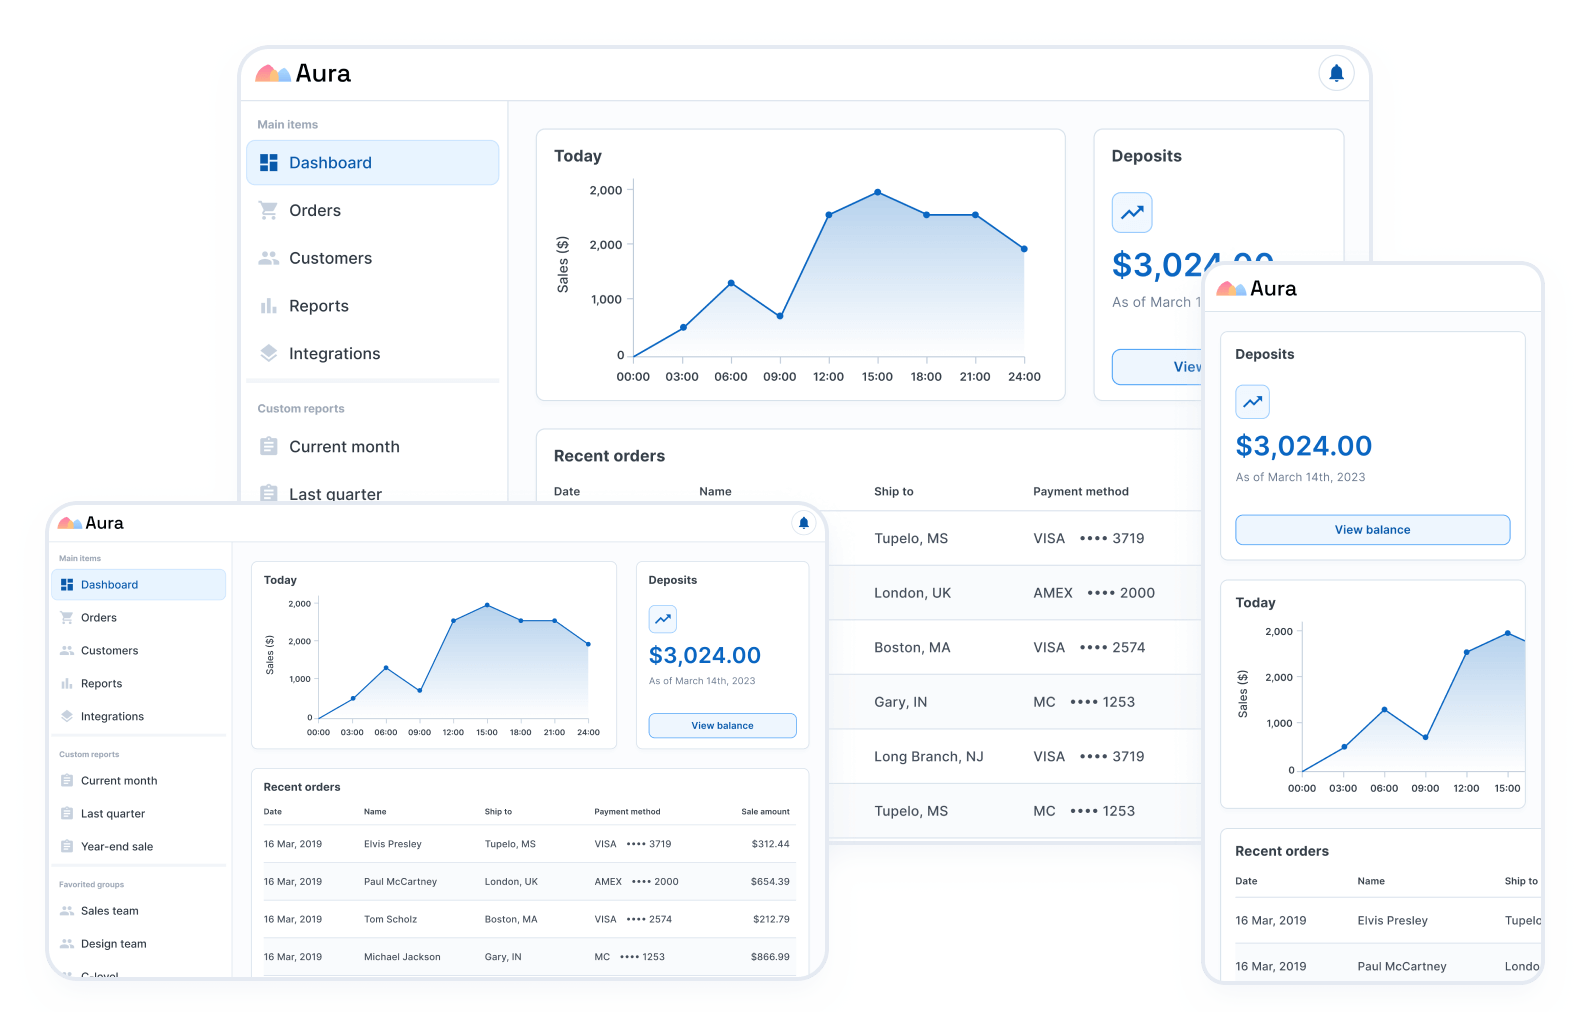 Aura
Main items
Dashboard
Orders
Customers
Reports
Integrations
Custom reports
Current month
Last quarter
Today
Sales ($)
2,000
2,000
1,000
0
00:00 03:00 06:00 09:00 12:00 15:00 18:00 21:00 24:00
Deposits
$3,024.00
As of March 1
View
Recent orders
Date Name Ship to Payment method
Tupelo, MS VISA •••• 3719
London, UK AMEX •••• 2000
Boston, MA VISA •••• 2574
Gary, IN MC •••• 1253
Long Branch, NJ VISA •••• 3719
Tupelo, MS MC •••• 1253
Aura
Main items
Dashboard
Orders
Customers
Reports
Integrations
Custom reports
Current month
Last quarter
Year-end sale
Favorited groups
Sales team
Design team
C-level
Today
Sales ($)
2,000
2,000
1,000
0
00:00 03:00 06:00 09:00 12:00 15:00 18:00 21:00 24:00
Deposits
$3,024.00
As of March 14th, 2023
View balance
Recent orders
Date Name Ship to Payment method Sale amount
16 Mar, 2019 Elvis Presley Tupelo, MS VISA •••• 3719 $312.44
16 Mar, 2019 Paul McCartney London, UK AMEX •••• 2000 $654.39
16 Mar, 2019 Tom Scholz Boston, MA VISA •••• 2574 $212.79
16 Mar, 2019 Michael Jackson Gary, IN MC •••• 1253 $866.99
Aura
Deposits
$3,024.00
As of March 14th, 2023
View balance
Today
Sales ($)
2,000
2,000
1,000
0
00:00 03:00 06:00 09:00 12:00 15:00
Recent orders
Date Name Ship to
16 Mar, 2019 Elvis Presley Tupelo
16 Mar, 2019 Paul McCartney Londo